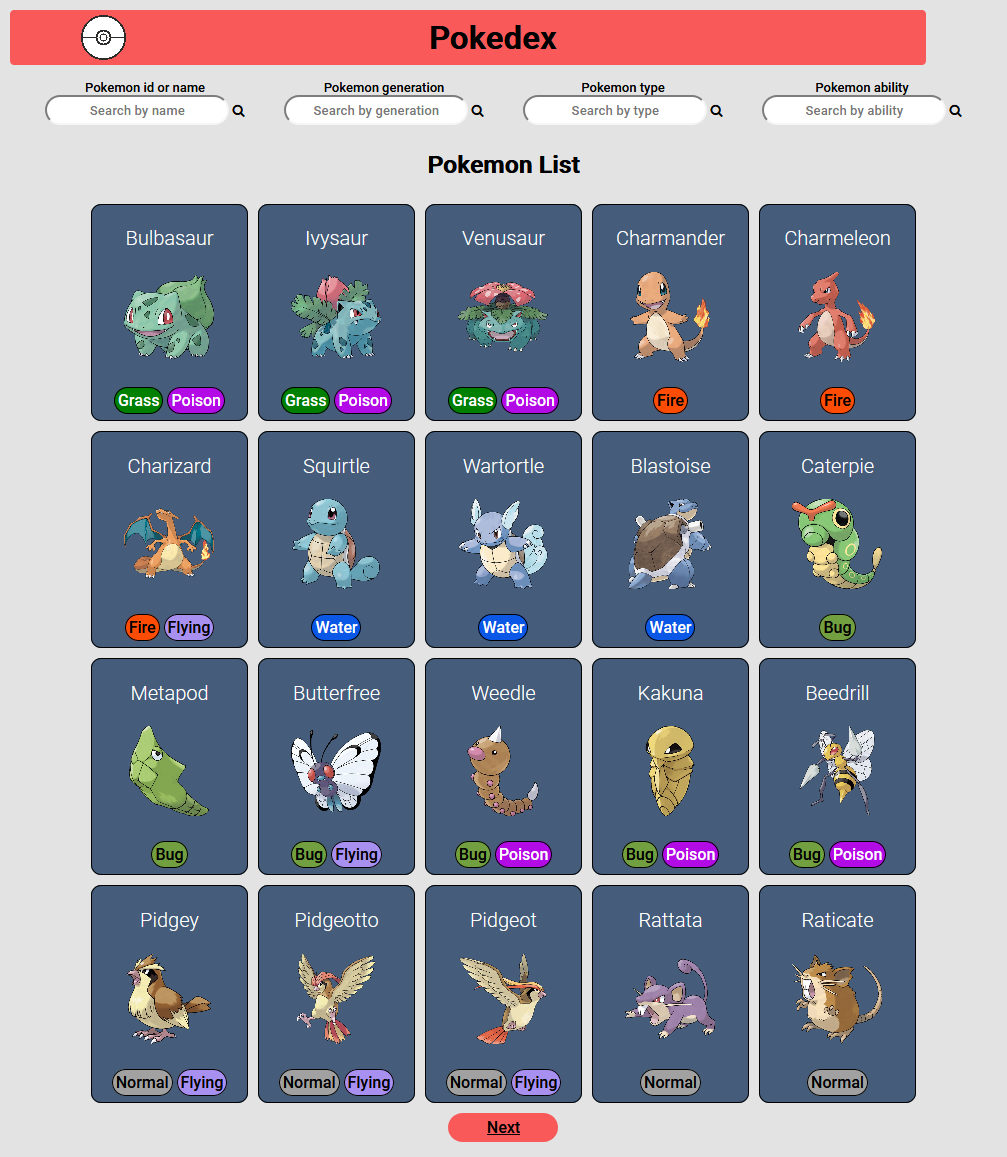 Pokedex
Pokemon id or name Pokemon generation Pokemon type Pokemon ability
Search by name Search by generation Search by type Search by ability
Pokemon List
Bulbasaur Ivysaur Venusaur Charmander Charmeleon
Grass Poison Grass Poison Grass Poison Fire Fire
Charizard Squirtle Wartortle Blastoise Caterpie
Fire Flying Water Water Water Bug
Metapod Butterfree Weedle Kakuna Beedrill
Bug Bug Flying Bug Poison Bug Poison Bug Poison
Pidgey Pidgeotto Pidgeot Rattata Raticate
Normal Flying Normal Flying Normal Flying Normal Normal
Next